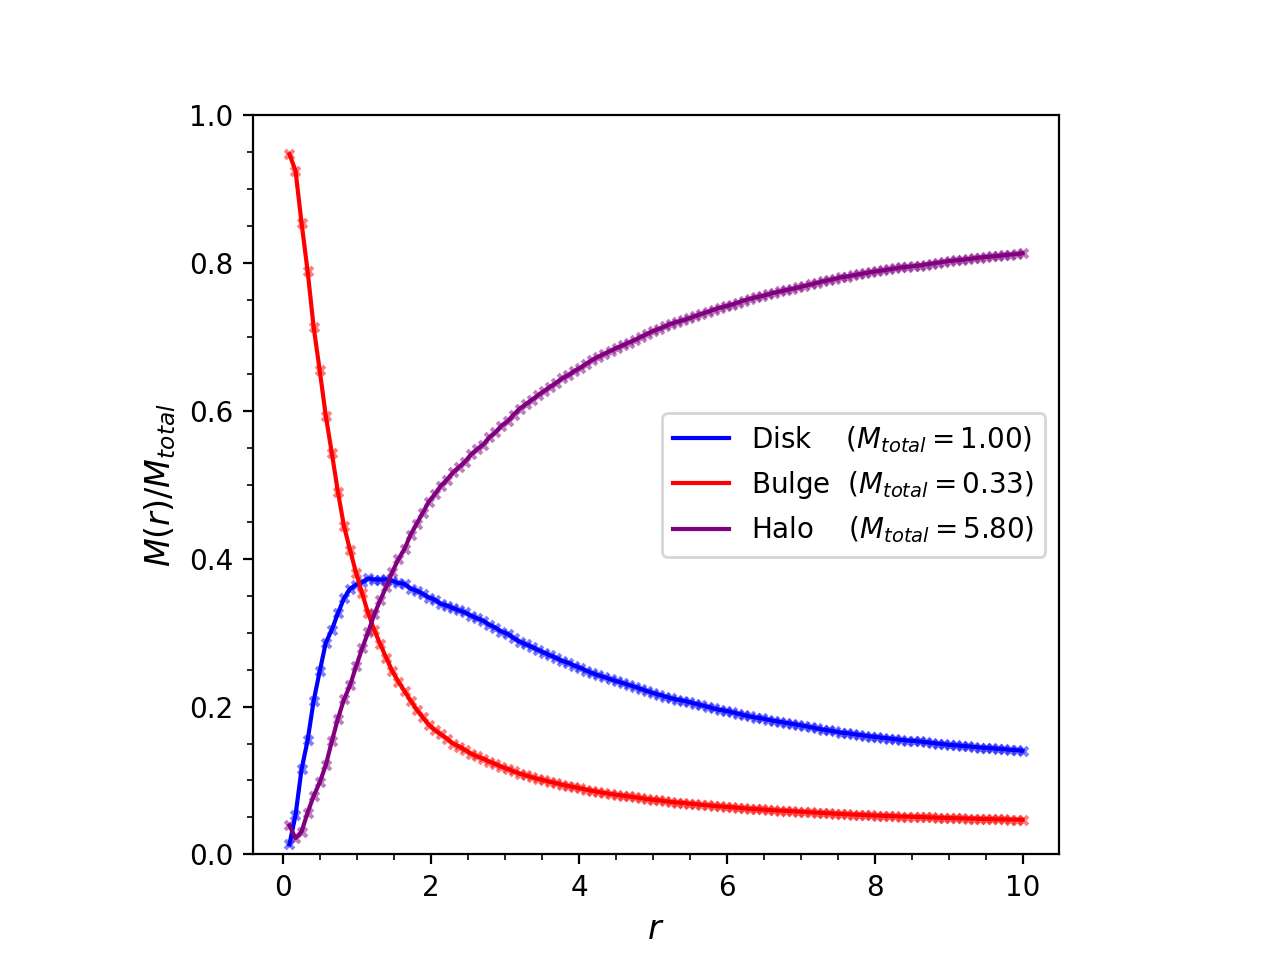 1.0
0.8
0.6
0.4
0.2
0.0
M(r)/M_total
Disk (M_total = 1.00)
Bulge (M_total = 0.33)
Halo (M_total = 5.80)
0 2 4 6 8 10
r